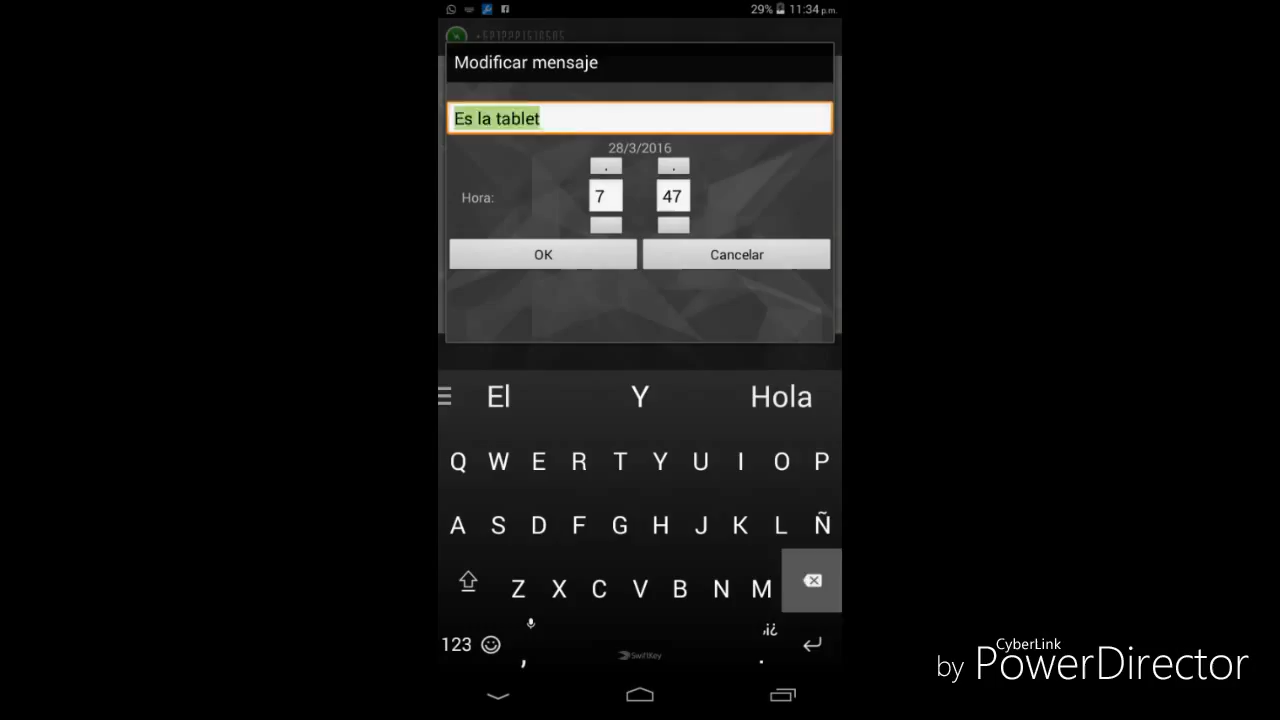 29% 11:34 p.m.
Modificar mensaje
Es la tablet
28/3/2016
Hora:
7
47
OK
Cancelar
El Y Hola
Q W E R T Y U I O P
A S D F G H J K L Ñ
Z X C V B N M
,¡¿
123 , SwiftKey .
CyberLink
by PowerDirector